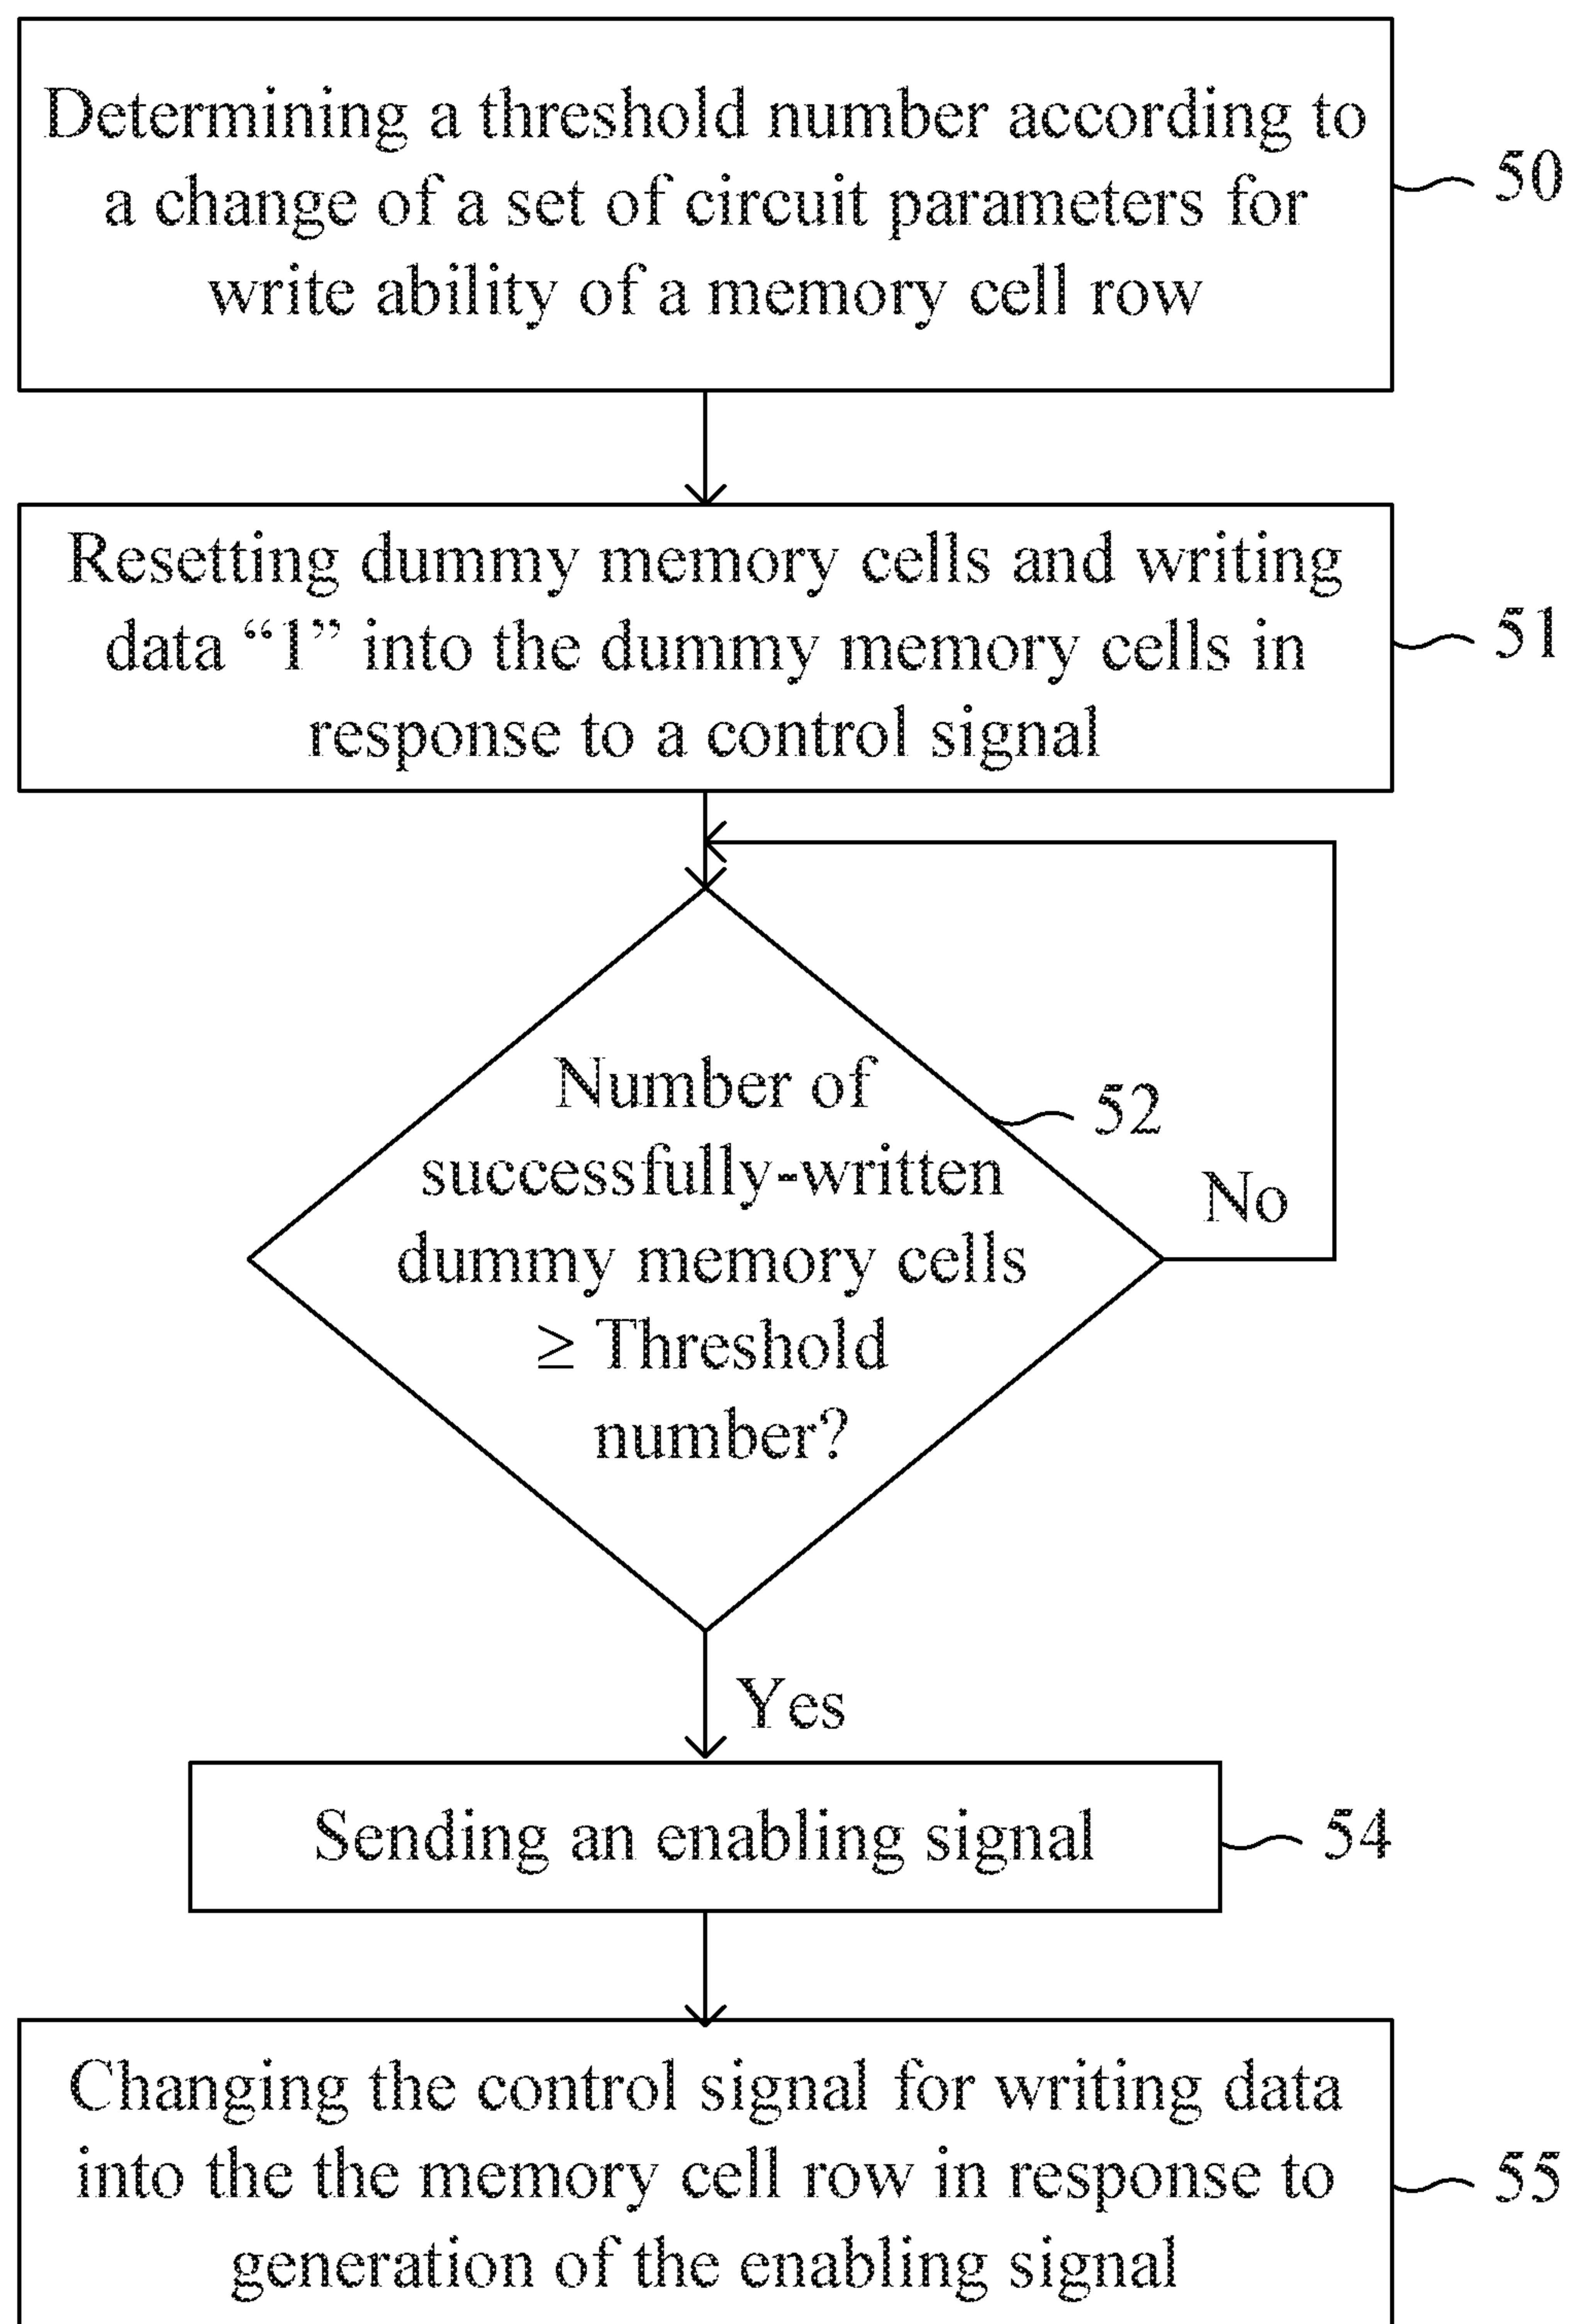 Determining a threshold number according to
a change of a set of circuit parameters for
write ability of a memory cell row
50
Resetting dummy memory cells and writing
data “1” into the dummy memory cells in
response to a control signal
51
Number of
successfully-written
dummy memory cells
≥ Threshold
number?
52
No
Yes
Sending an enabling signal
54
Changing the control signal for writing data
into the the memory cell row in response to
generation of the enabling signal
55